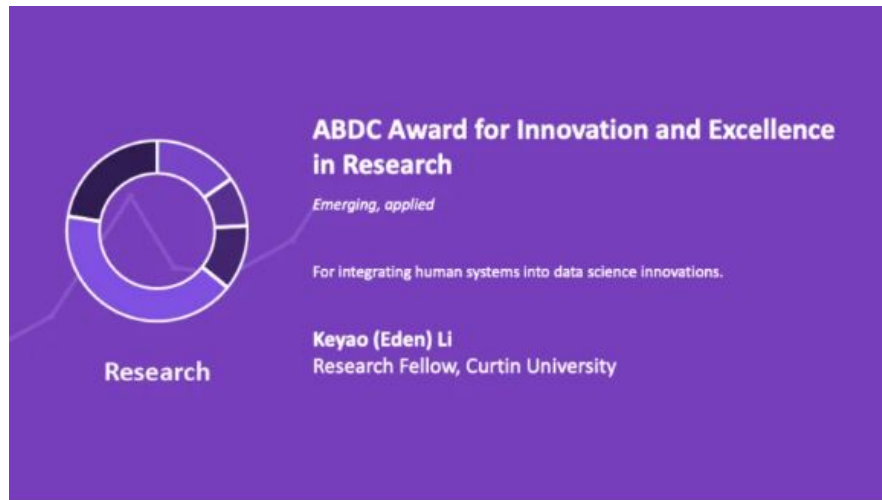 ABDC Award for Innovation and Excellence
in Research
Emerging, applied
For integrating human systems into data science innovations.
Keyao (Eden) Li
Research Fellow, Curtin University
Research